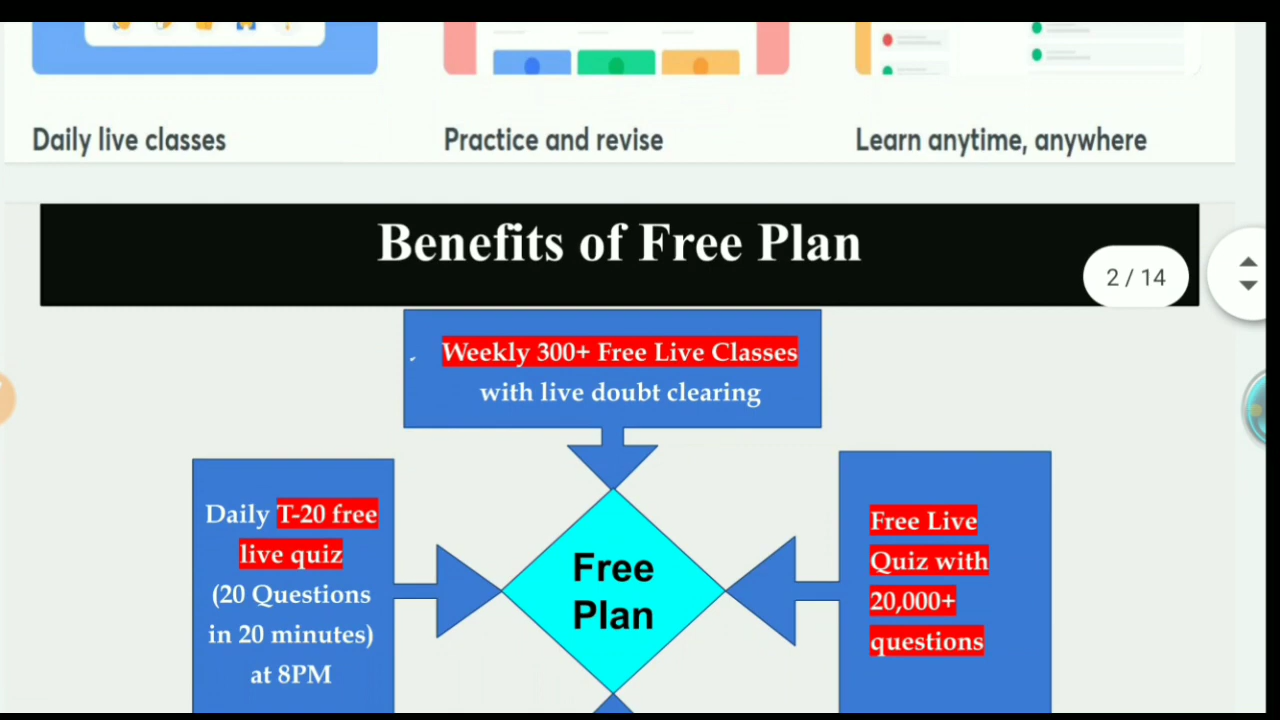 Daily live classes
Practice and revise
Learn anytime, anywhere
Benefits of Free Plan
2 / 14
Weekly 300+ Free Live Classes
with live doubt clearing
Daily T-20 free
live quiz
(20 Questions
in 20 minutes)
at 8PM
Free
Plan
Free Live
Quiz with
20,000+
questions